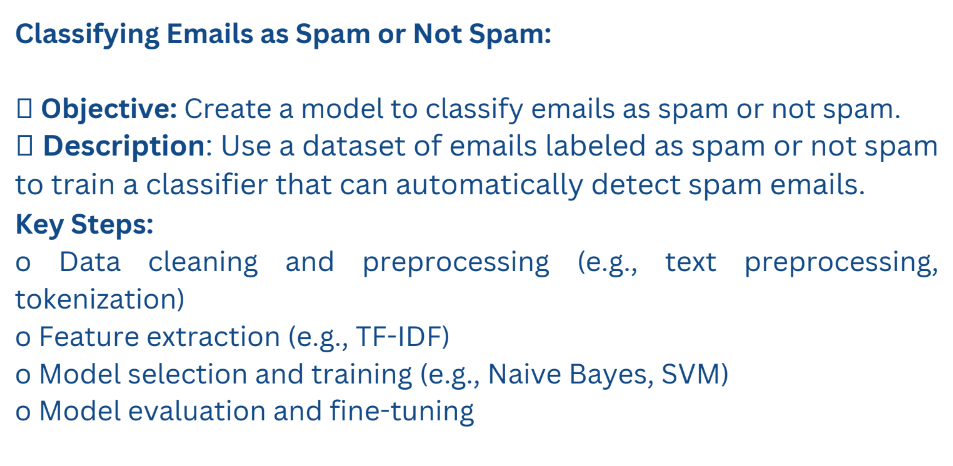 Classifying Emails as Spam or Not Spam:
▯ Objective: Create a model to classify emails as spam or not spam.
▯ Description: Use a dataset of emails labeled as spam or not spam
to train a classifier that can automatically detect spam emails.
Key Steps:
o Data cleaning and preprocessing (e.g., text preprocessing,
tokenization)
o Feature extraction (e.g., TF-IDF)
o Model selection and training (e.g., Naive Bayes, SVM)
o Model evaluation and fine-tuning